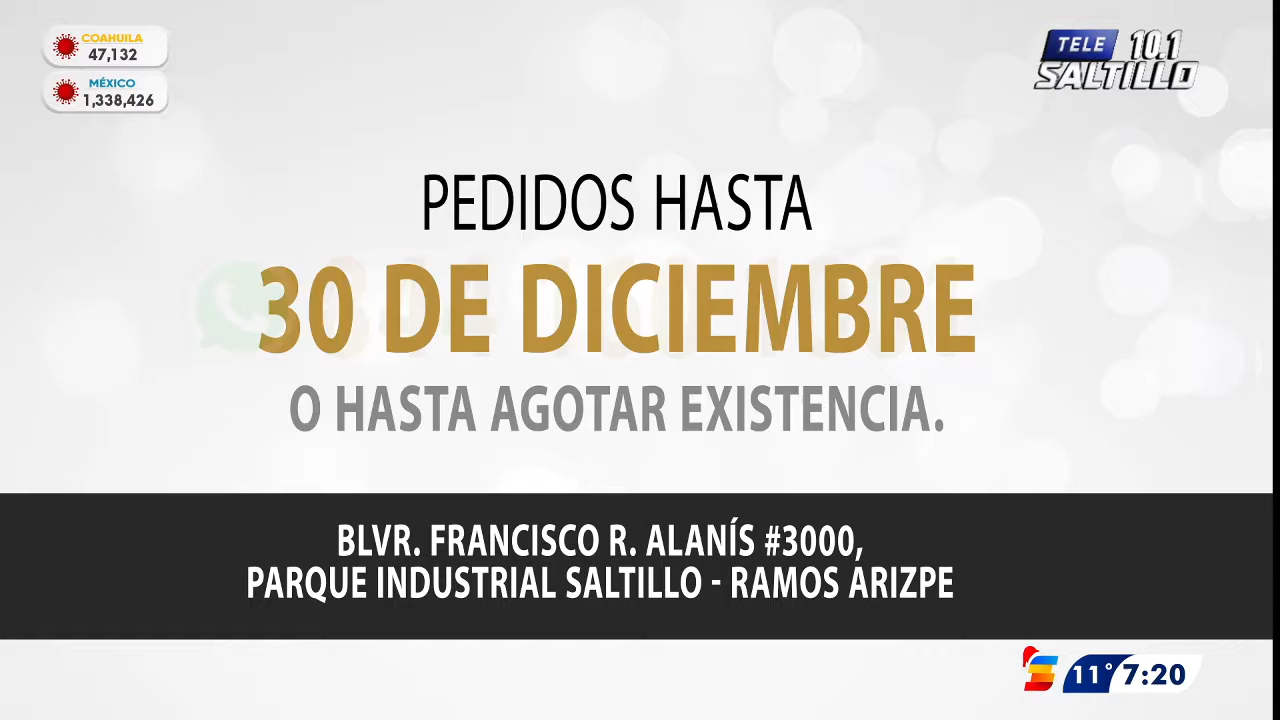 COAHUILA
47,132
MÉXICO
1,338,426
TELE 10.1
SALTILLO
PEDIDOS HASTA
30 DE DICIEMBRE
O HASTA AGOTAR EXISTENCIA.
BLVR. FRANCISCO R. ALANÍS #3000,
PARQUE INDUSTRIAL SALTILLO - RAMOS ARIZPE
11° 7:20